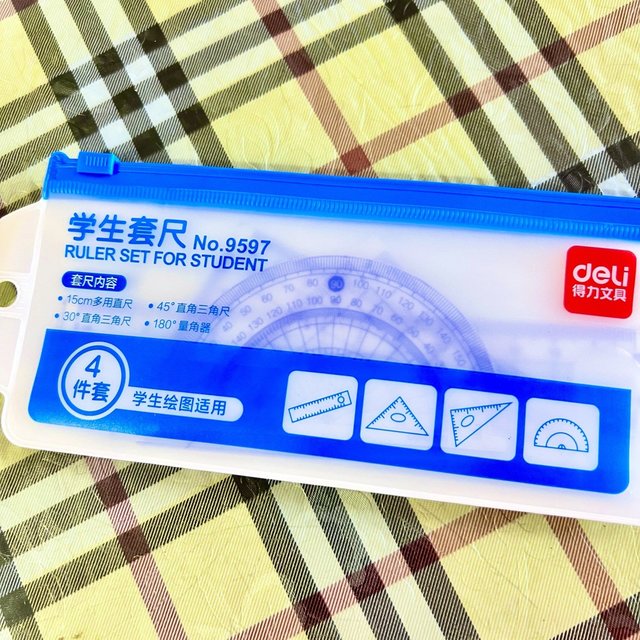 学生套尺 No.9597
RULER SET FOR STUDENT
套尺内容
• 15cm多用直尺 • 45°直角三角尺
• 30°直角三角尺 • 180°量角器
deli
得力文具
4
件套
学生绘图适用